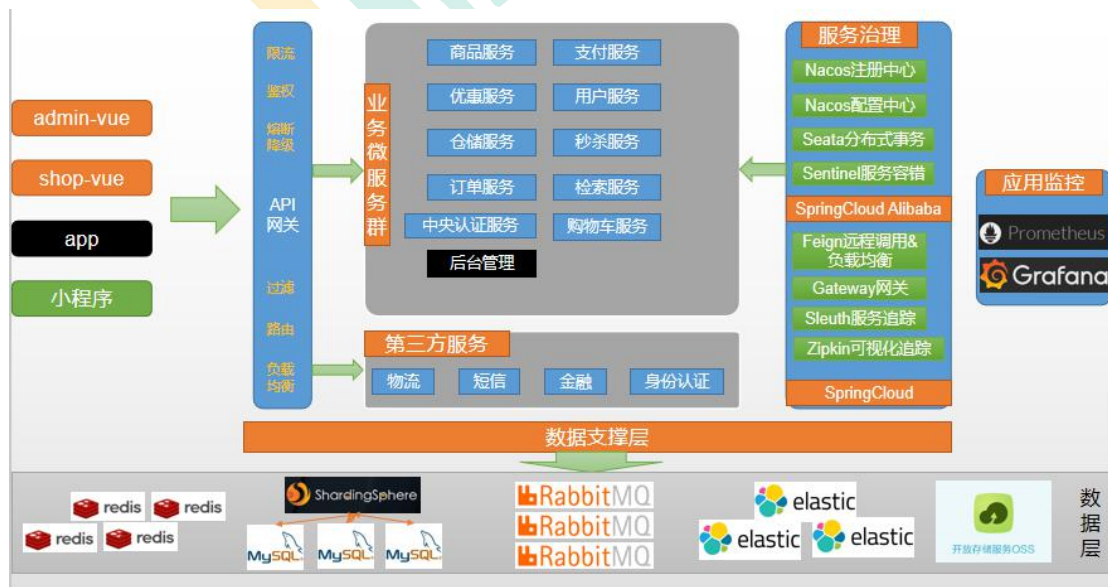 admin-vue
shop-vue
app
小程序
限流
鉴权
熔断
降级
API
网关
过滤
路由
负载
均衡
业务微服务群
商品服务
支付服务
优惠服务
用户服务
仓储服务
秒杀服务
订单服务
检索服务
中央认证服务
购物车服务
后台管理
第三方服务
物流
短信
金融
身份认证
服务治理
Nacos注册中心
Nacos配置中心
Seata分布式事务
Sentinel服务容错
SpringCloud Alibaba
Feign远程调用&
负载均衡
Gateway网关
Sleuth服务追踪
Zipkin可视化追踪
SpringCloud
应用监控
Prometheus
Grafana
数据支撑层
redis
redis
redis
redis
ShardingSphere
MySQL
MySQL
MySQL
RabbitMQ
RabbitMQ
RabbitMQ
elastic
elastic
elastic
开放存储服务OSS
数据层